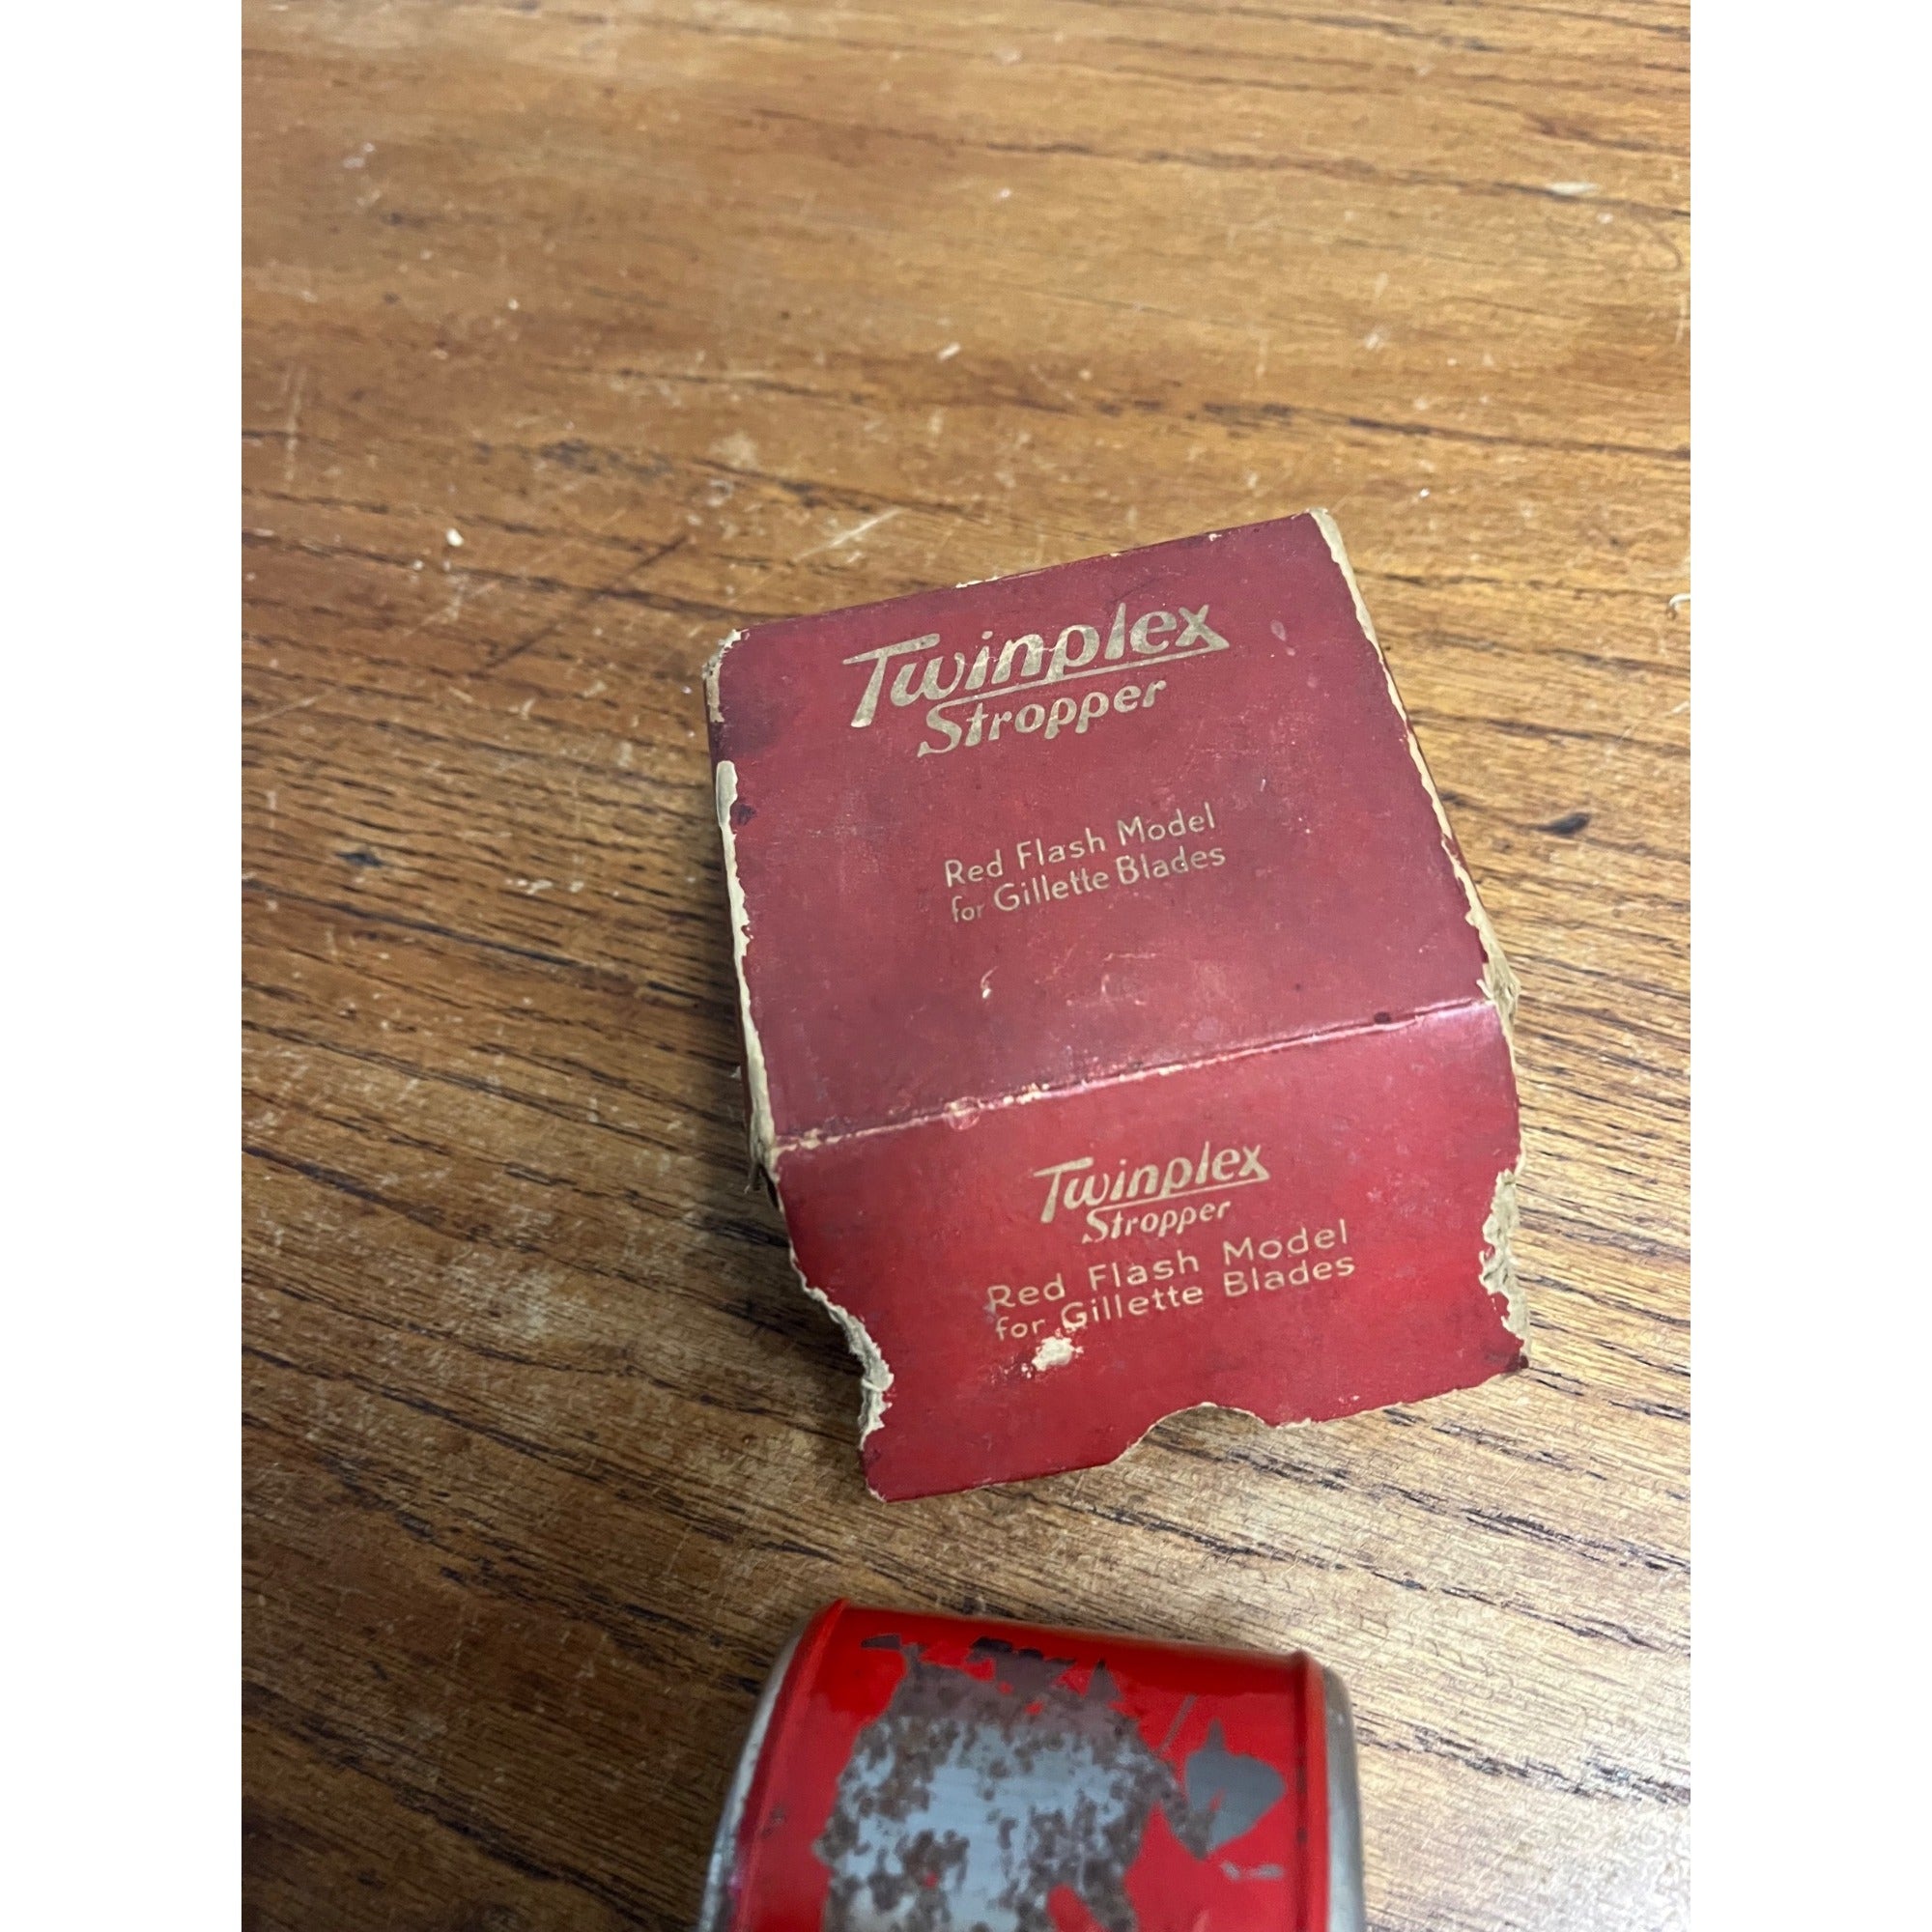 Twinplex
Stropper
Red Flash Model
for Gillette Blades
Twinplex
Stropper
Red Flash Model
for Gillette Blades